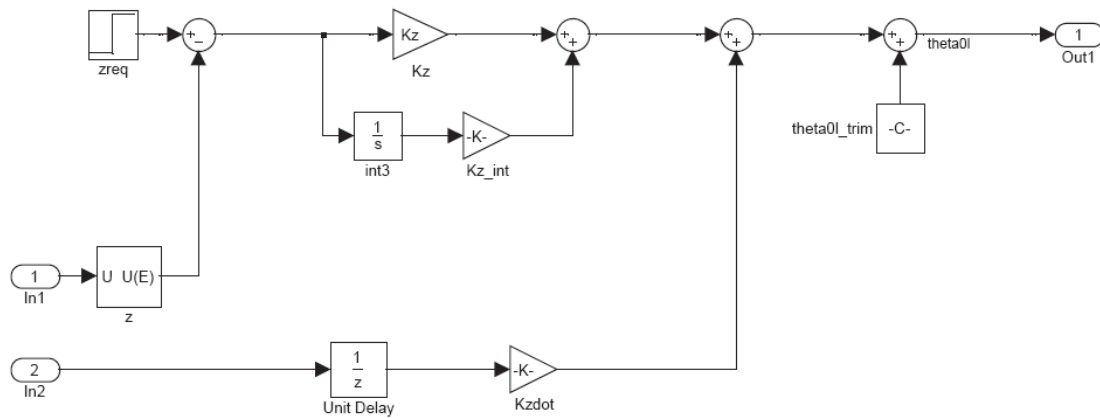 zreq
+
−
Kz
Kz
+
+
1
s
int3
-K-
Kz_int
+
+
+
+
theta0l
1
Out1
theta0l_trim
-C-
1
In1
U U(E)
z
2
In2
1
z
Unit Delay
-K-
Kzdot